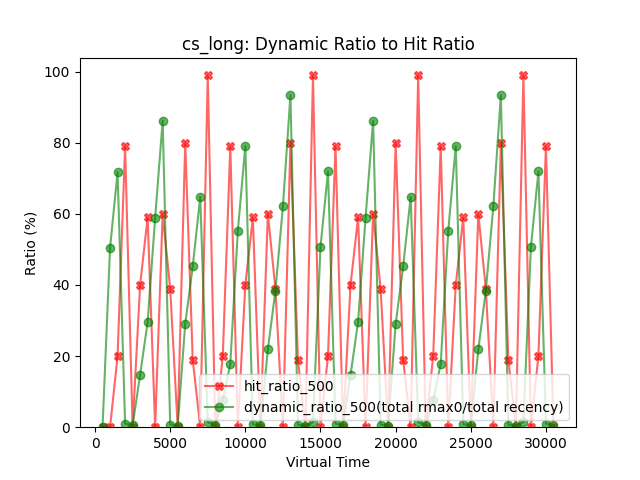 cs_long: Dynamic Ratio to Hit Ratio
Ratio (%)
100
80
60
40
20
0
hit_ratio_500
dynamic_ratio_500(total rmax0/total recency)
0 5000 10000 15000 20000 25000 30000
Virtual Time